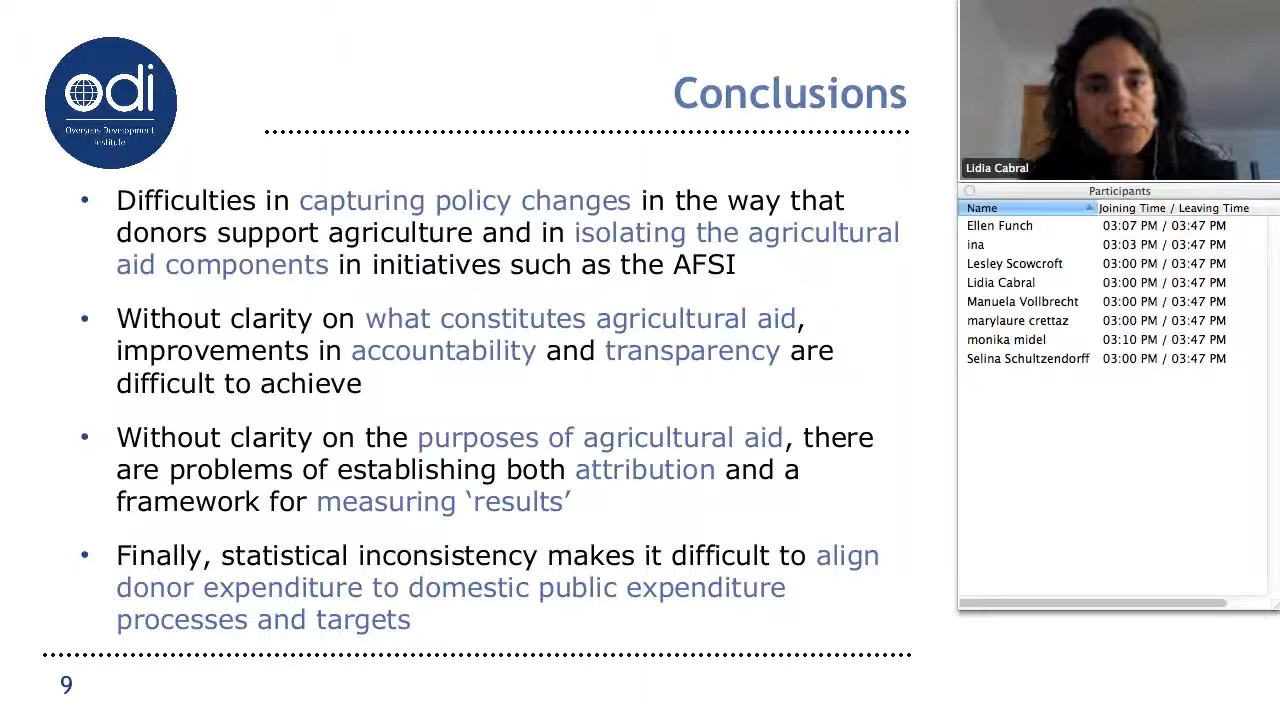 odi
Overseas Development
Institute
Conclusions
• Difficulties in capturing policy changes in the way that
donors support agriculture and in isolating the agricultural
aid components in initiatives such as the AFSI
• Without clarity on what constitutes agricultural aid,
improvements in accountability and transparency are
difficult to achieve
• Without clarity on the purposes of agricultural aid, there
are problems of establishing both attribution and a
framework for measuring ‘results’
• Finally, statistical inconsistency makes it difficult to align
donor expenditure to domestic public expenditure
processes and targets
9
Lidia Cabral
Participants
Name Joining Time / Leaving Time
Ellen Funch 03:07 PM / 03:47 PM
ina 03:03 PM / 03:47 PM
Lesley Scowcroft 03:00 PM / 03:47 PM
Lidia Cabral 03:00 PM / 03:47 PM
Manuela Vollbrecht 03:00 PM / 03:47 PM
marylaure crettaz 03:00 PM / 03:47 PM
monika midel 03:10 PM / 03:47 PM
Selina Schultzendorff 03:00 PM / 03:47 PM